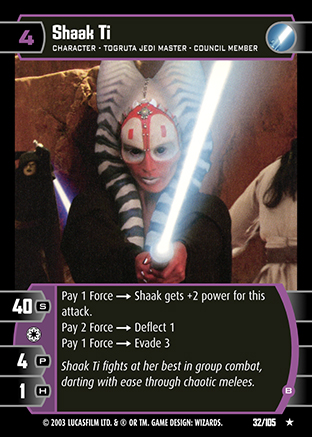 4
Shaak Ti
CHARACTER - TOGRUTA JEDI MASTER - COUNCIL MEMBER
40 S
Pay 1 Force → Shaak gets +2 power for this
attack.
Pay 2 Force → Deflect 1
Pay 1 Force → Evade 3
4 P
Shaak Ti fights at her best in group combat,
darting with ease through chaotic melees.
1 H
B
© 2003 LUCASFILM LTD. & ® OR TM. GAME DESIGN: WIZARDS.
32/105 ★